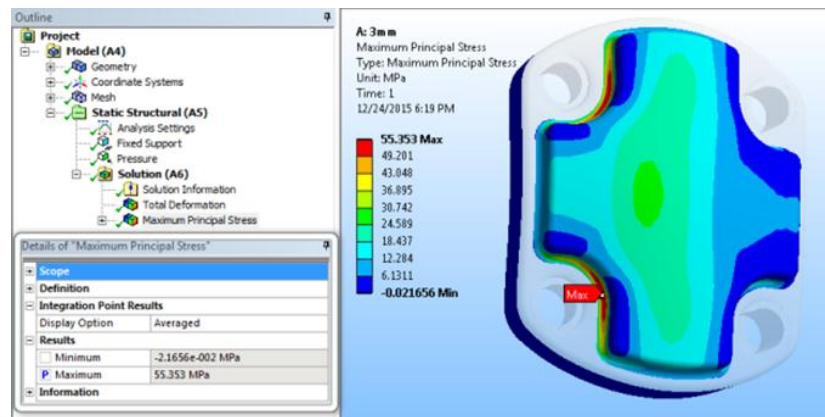 Outline
Project
Model (A4)
Geometry
Coordinate Systems
Mesh
Static Structural (A5)
Analysis Settings
Fixed Support
Pressure
Solution (A6)
Solution Information
Total Deformation
Maximum Principal Stress
Details of "Maximum Principal Stress"
Scope
Definition
Integration Point Results
Display Option Averaged
Results
Minimum -2.1656e-002 MPa
P Maximum 55.353 MPa
Information
A: 3mm
Maximum Principal Stress
Type: Maximum Principal Stress
Unit: MPa
Time: 1
12/24/2015 6:19 PM
55.353 Max
49.201
43.048
36.895
30.742
24.589
18.437
12.284
6.1311
-0.021656 Min
Max